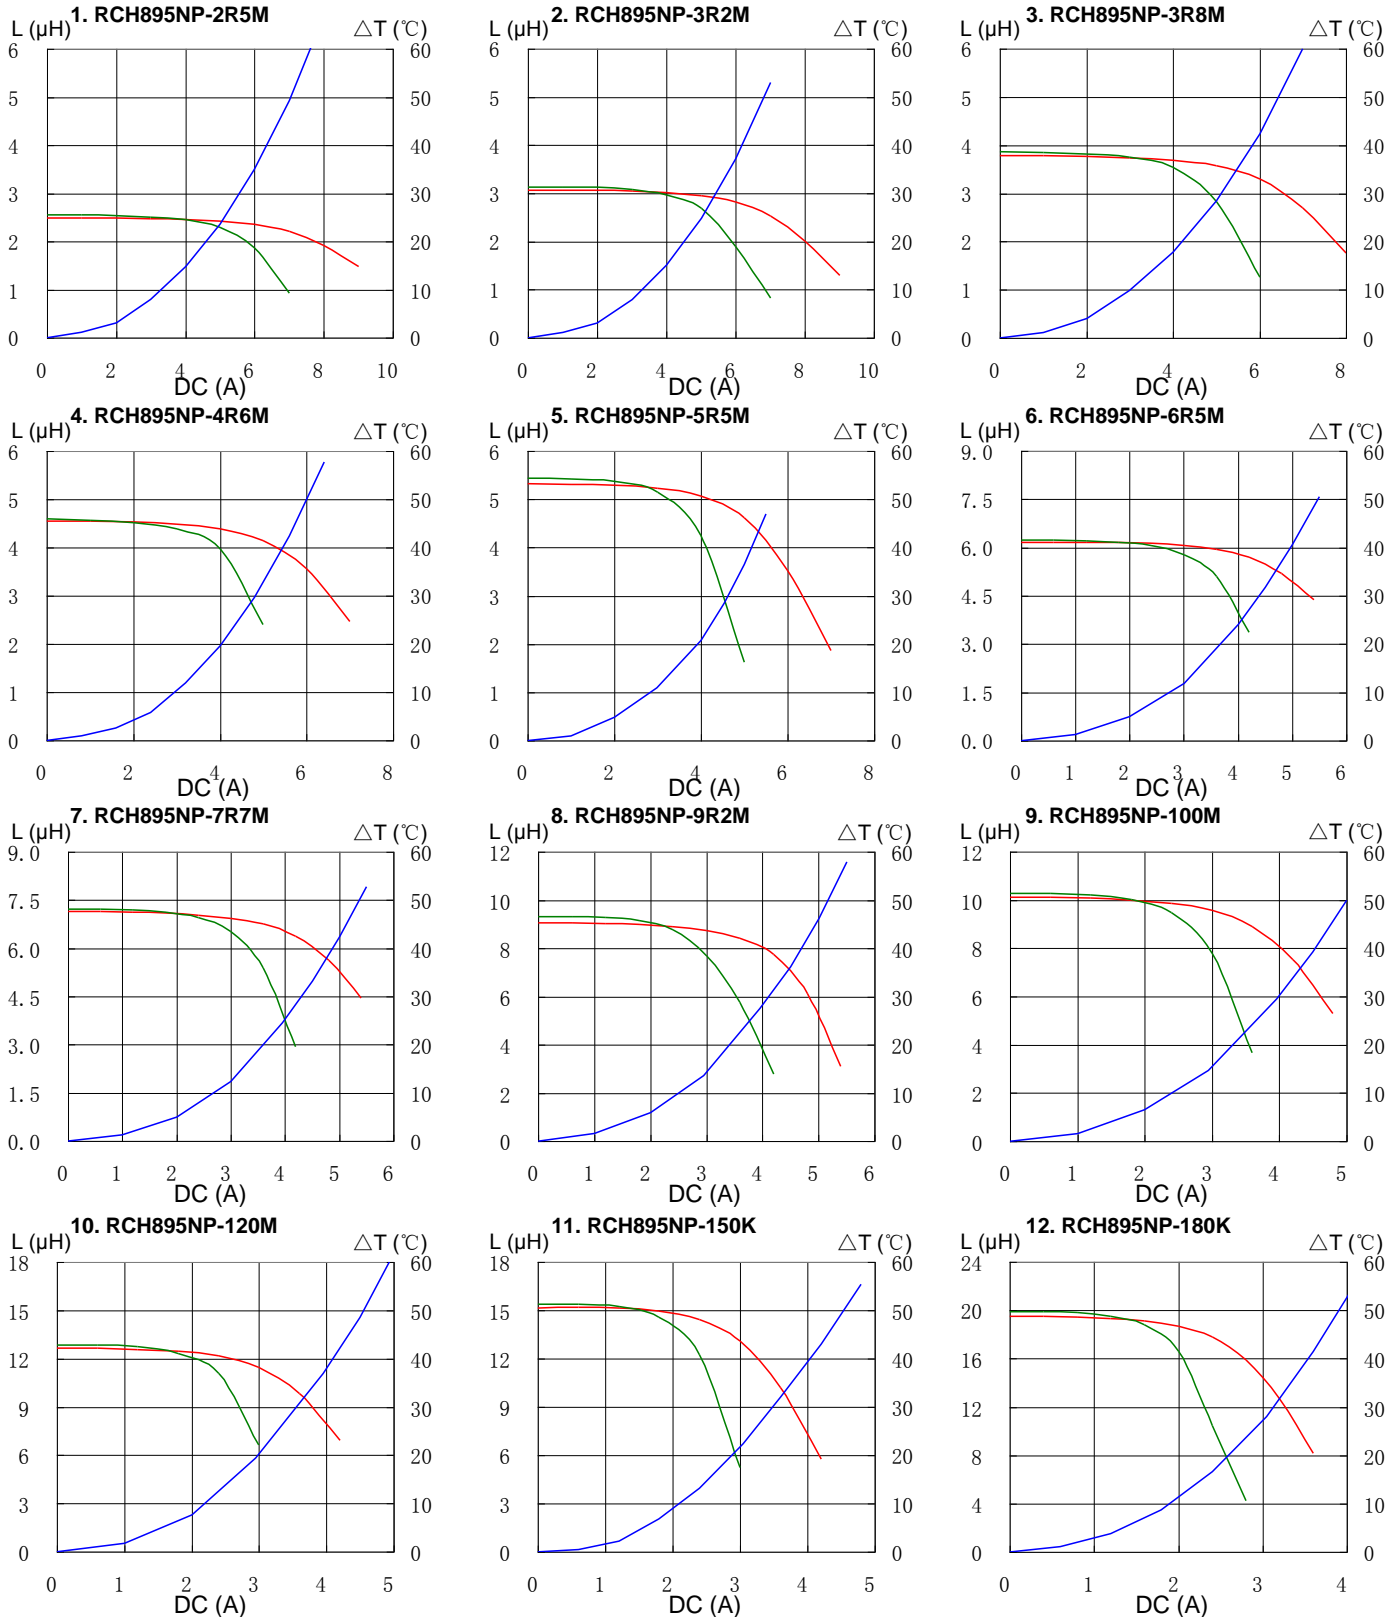 1. RCH895NP-2R5M
L (μH)
△T (℃)
6
5
4
3
2
1
0
60
50
40
30
20
10
0
0 2 4 6 8 10
DC (A)
2. RCH895NP-3R2M
L (μH)
△T (℃)
6
5
4
3
2
1
0
60
50
40
30
20
10
0
0 2 4 6 8 10
DC (A)
3. RCH895NP-3R8M
L (μH)
△T (℃)
6
5
4
3
2
1
0
60
50
40
30
20
10
0
0 2 4 6 8
DC (A)
4. RCH895NP-4R6M
L (μH)
△T (℃)
6
5
4
3
2
1
0
60
50
40
30
20
10
0
0 2 4 6 8
DC (A)
5. RCH895NP-5R5M
L (μH)
△T (℃)
6
5
4
3
2
1
0
60
50
40
30
20
10
0
0 2 4 6 8
DC (A)
6. RCH895NP-6R5M
L (μH)
△T (℃)
9.0
7.5
6.0
4.5
3.0
1.5
0.0
60
50
40
30
20
10
0
0 1 2 3 4 5 6
DC (A)
7. RCH895NP-7R7M
L (μH)
△T (℃)
9.0
7.5
6.0
4.5
3.0
1.5
0.0
60
50
40
30
20
10
0
0 1 2 3 4 5 6
DC (A)
8. RCH895NP-9R2M
L (μH)
△T (℃)
12
10
8
6
4
2
0
60
50
40
30
20
10
0
0 1 2 3 4 5 6
DC (A)
9. RCH895NP-100M
L (μH)
△T (℃)
12
10
8
6
4
2
0
60
50
40
30
20
10
0
0 1 2 3 4 5
DC (A)
10. RCH895NP-120M
L (μH)
△T (℃)
18
15
12
9
6
3
0
60
50
40
30
20
10
0
0 1 2 3 4 5
DC (A)
11. RCH895NP-150K
L (μH)
△T (℃)
18
15
12
9
6
3
0
60
50
40
30
20
10
0
0 1 2 3 4 5
DC (A)
12. RCH895NP-180K
L (μH)
△T (℃)
24
20
16
12
8
4
0
60
50
40
30
20
10
0
0 1 2 3 4
DC (A)